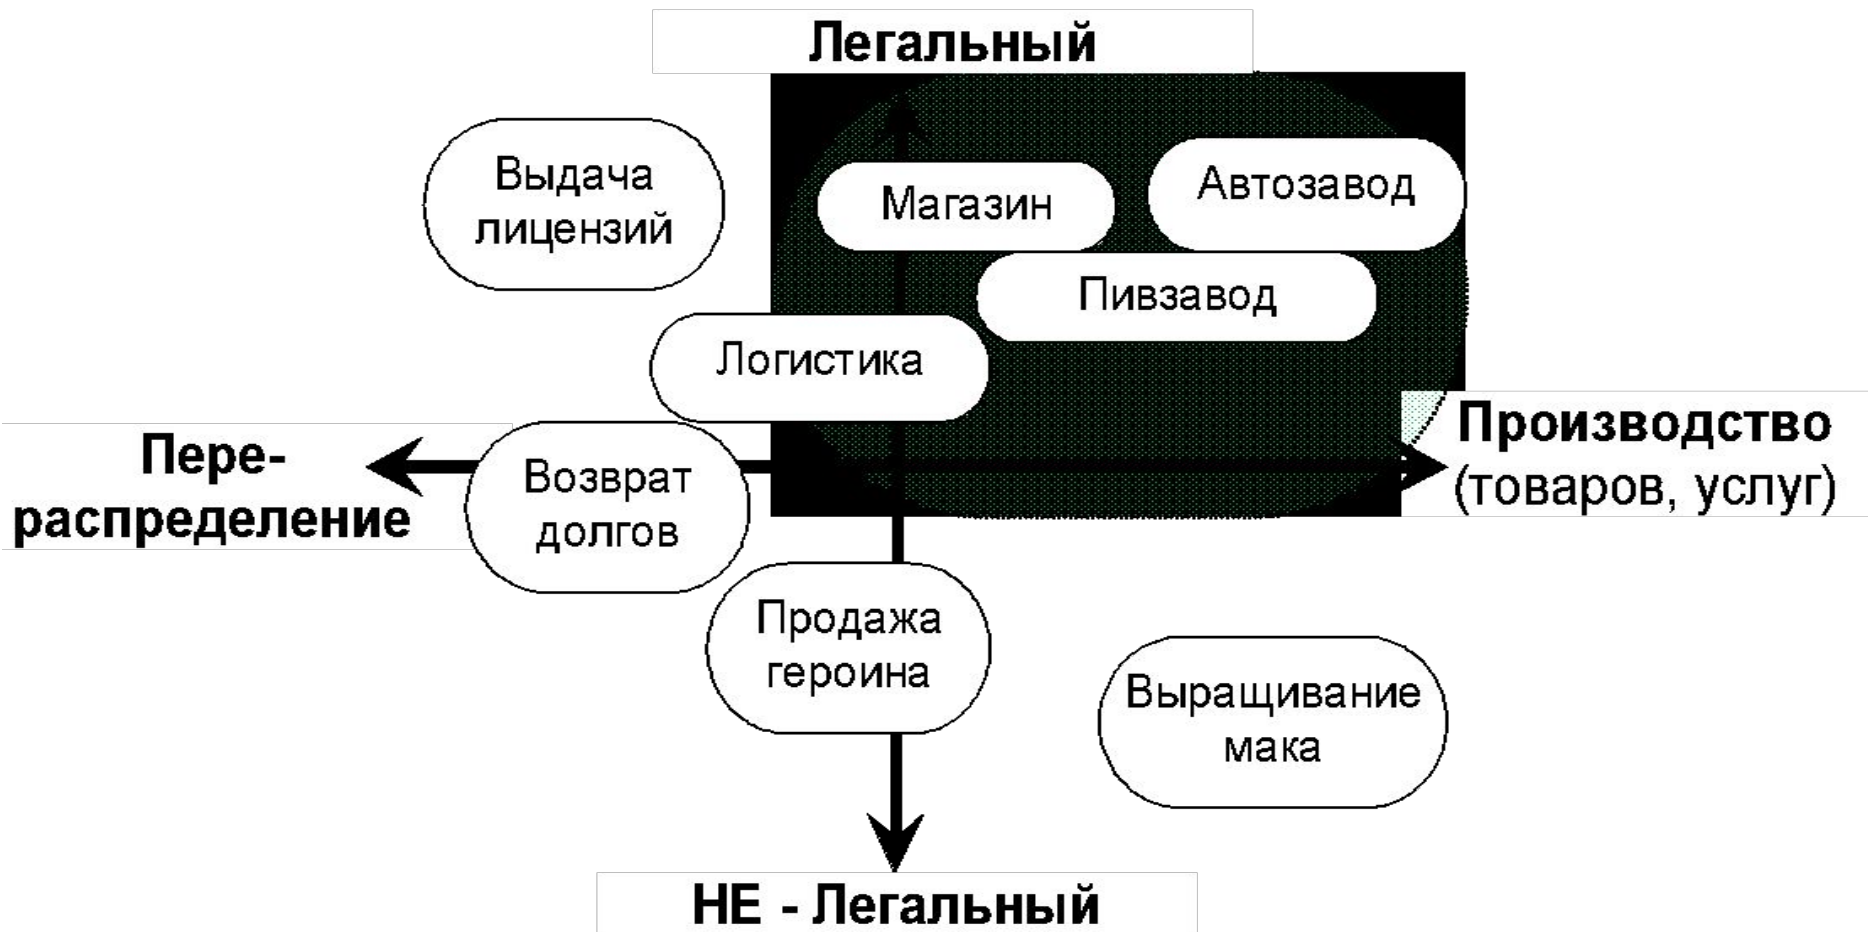 Легальный
Выдача
лицензий
Магазин
Автозавод
Пивзавод
Логистика
Пере-
распределение
Возврат
долгов
Производство
(товаров, услуг)
Продажа
героина
Выращивание
мака
НЕ - Легальный